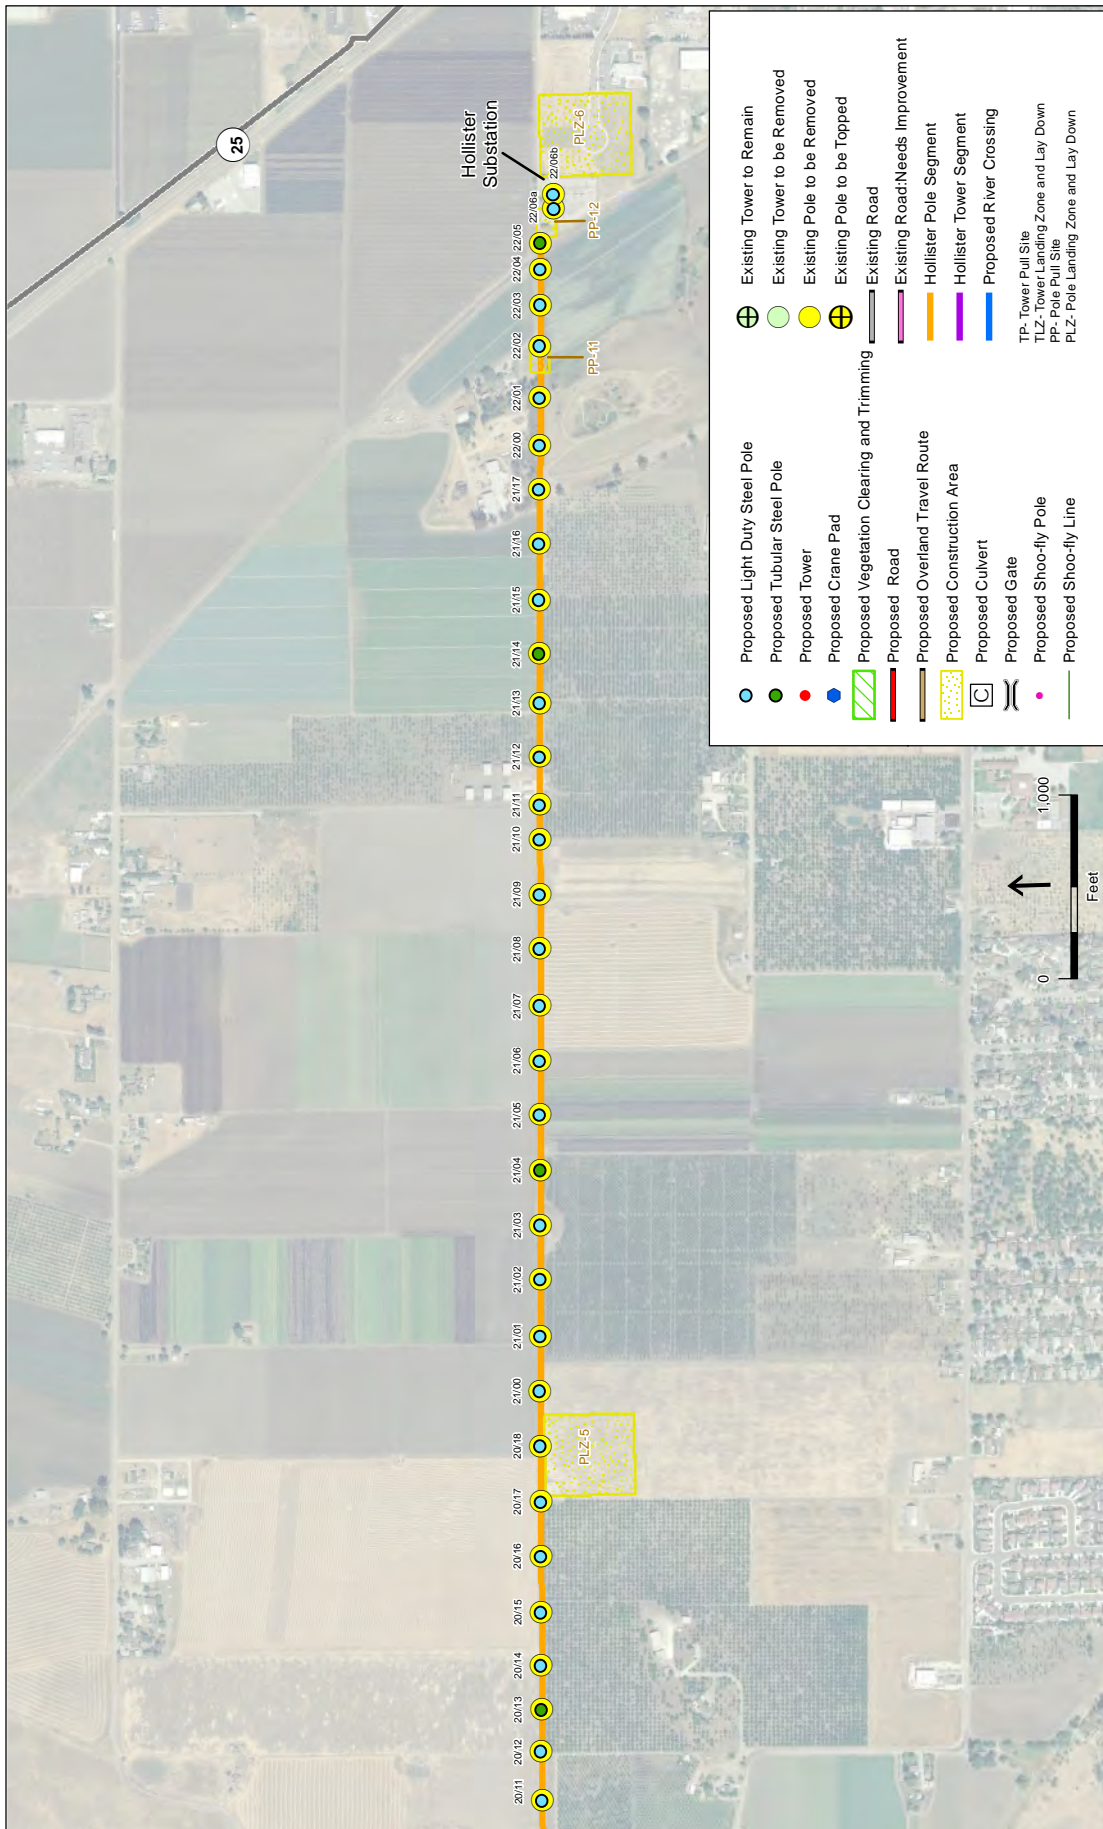 25
Hollister
Substation
20/11
20/12
20/13
20/14
20/15
20/16
20/17
20/18
21/00
21/01
21/02
21/03
21/04
21/05
21/06
21/07
21/08
21/09
21/10
21/11
21/12
21/13
21/14
21/15
21/16
21/17
22/00
22/01
22/02
22/03
22/04
22/05
22/06a
22/06b
PLZ-5
PP-11
PP-12
PLZ-6
0
1,000
Feet
Proposed Light Duty Steel Pole
Proposed Tubular Steel Pole
Proposed Tower
Proposed Crane Pad
Proposed Vegetation Clearing and Trimming
Proposed Road
Proposed Overland Travel Route
Proposed Construction Area
C Proposed Culvert
Proposed Gate
Proposed Shoo-fly Pole
Proposed Shoo-fly Line
Existing Tower to Remain
Existing Tower to be Removed
Existing Pole to be Removed
Existing Pole to be Topped
Existing Road
Existing Road:Needs Improvement
Hollister Pole Segment
Hollister Tower Segment
Proposed River Crossing
TP- Tower Pull Site
TLZ- Tower Landing Zone and Lay Down
PP- Pole Pull Site
PLZ- Pole Landing Zone and Lay Down